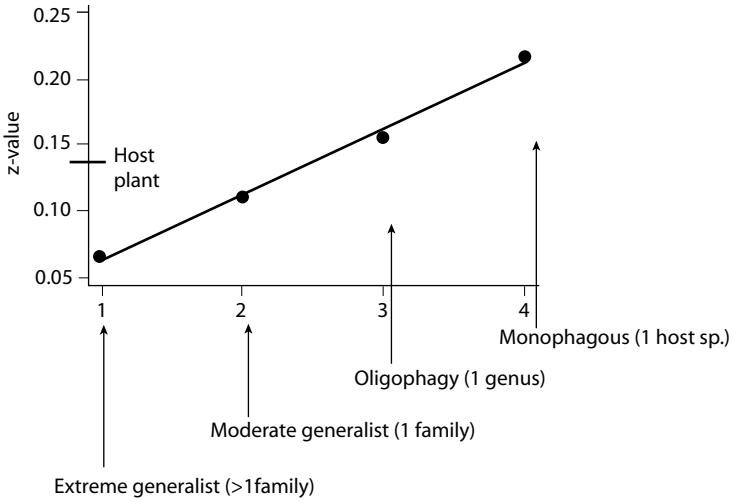 0.25
0.20
0.15
0.10
0.05
z-value
Host
plant
1
2
3
4
Monophagous (1 host sp.)
Oligophagy (1 genus)
Moderate generalist (1 family)
Extreme generalist (>1family)